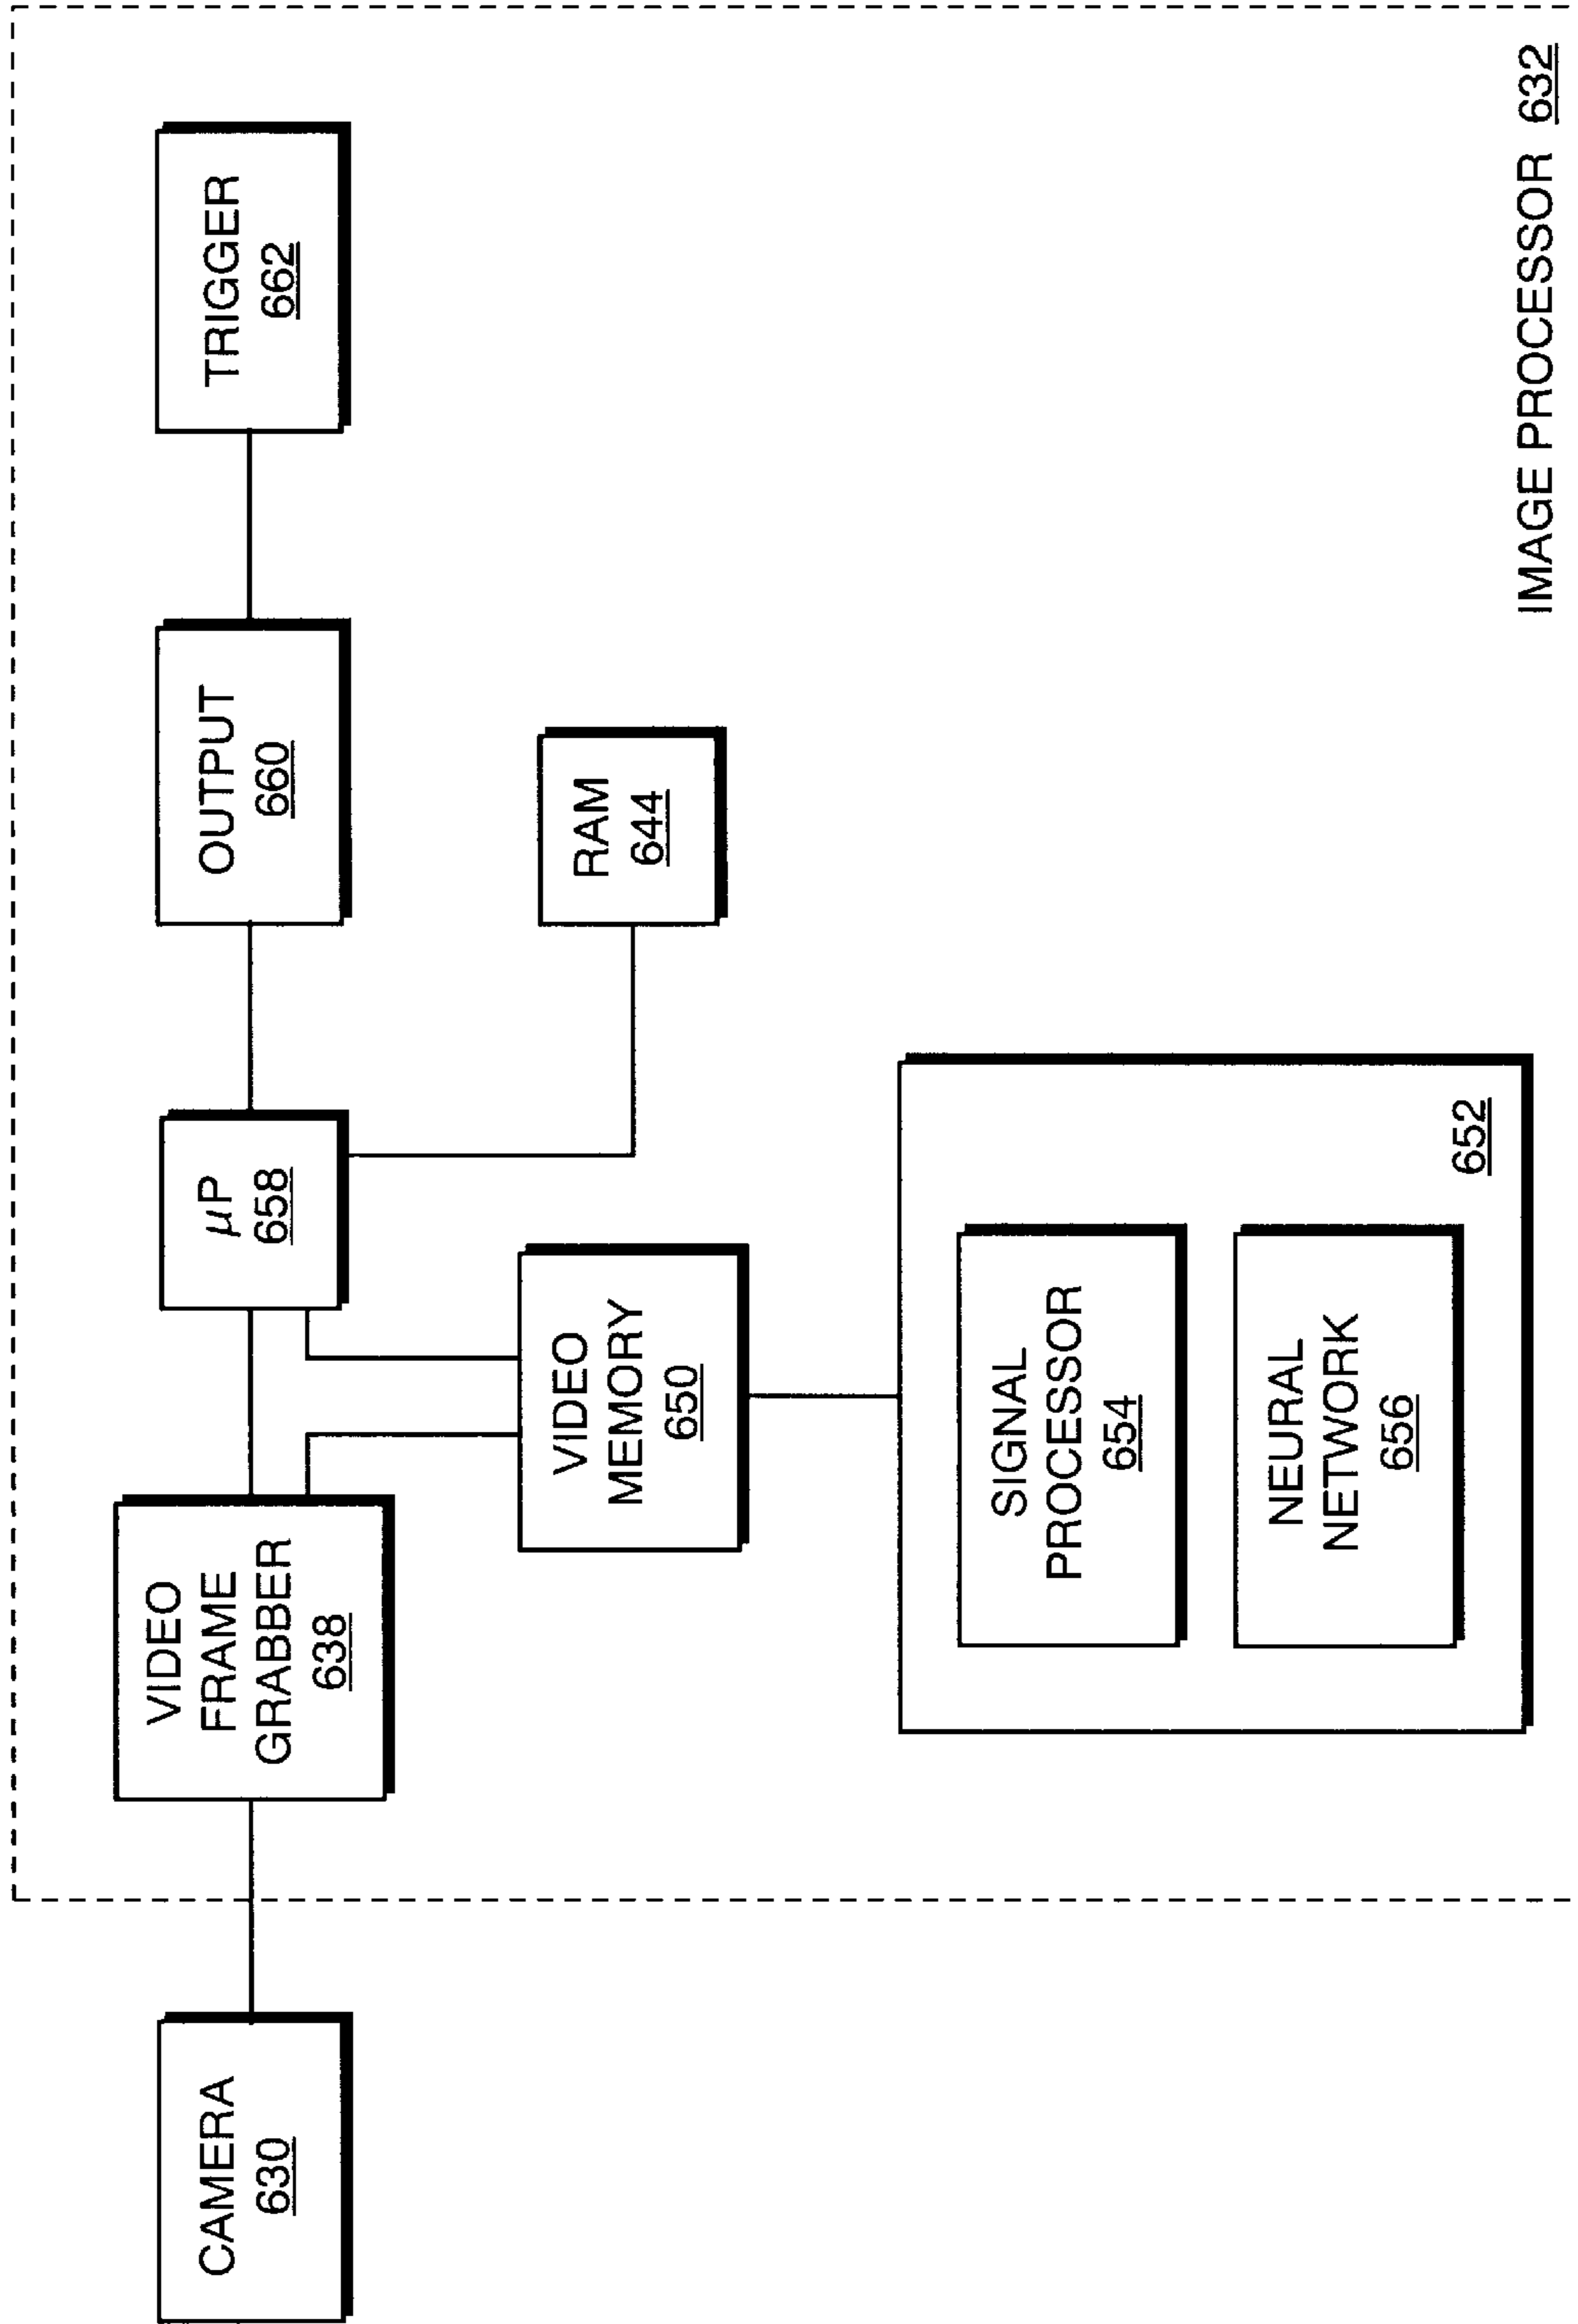 CAMERA
630
VIDEO
FRAME
GRABBER
638
μP
658
OUTPUT
660
TRIGGER
662
VIDEO
MEMORY
650
RAM
644
SIGNAL
PROCESSOR
654
NEURAL
NETWORK
656
652
IMAGE PROCESSOR 632